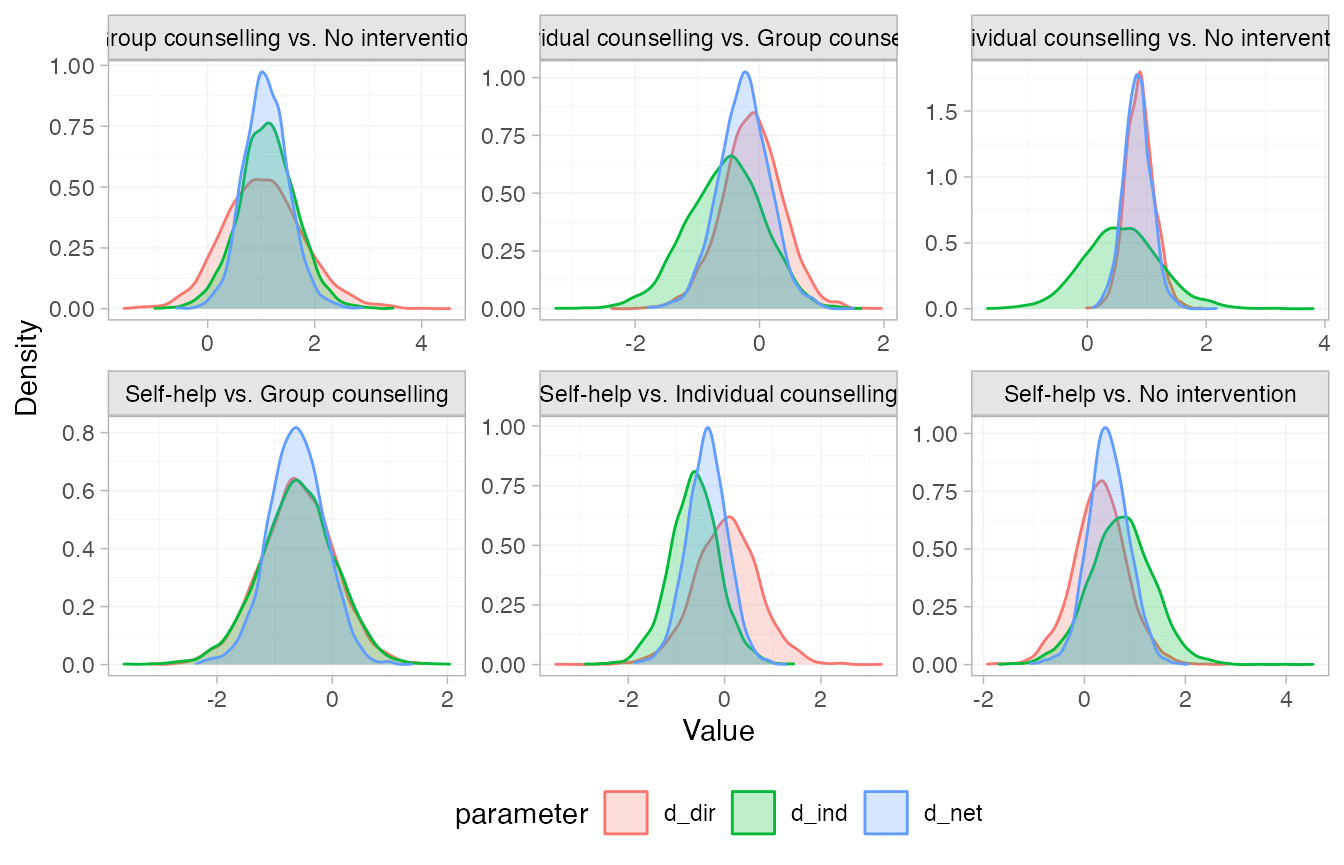 Group counselling vs. No interventio
vidual counselling vs. Group counse
ividual counselling vs. No intervent
1.00
0.75
0.50
0.25
0.00
0 2 4
1.00
0.75
0.50
0.25
0.00
-2 0 2
1.5
1.0
0.5
0.0
0 2 4
Density
Self-help vs. Group counselling
Self-help vs. Individual counselling
Self-help vs. No intervention
0.8
0.6
0.4
0.2
0.0
-2 0 2
1.00
0.75
0.50
0.25
0.00
-2 0 2
1.00
0.75
0.50
0.25
0.00
-2 0 2 4
Value
parameter d_dir d_ind d_net